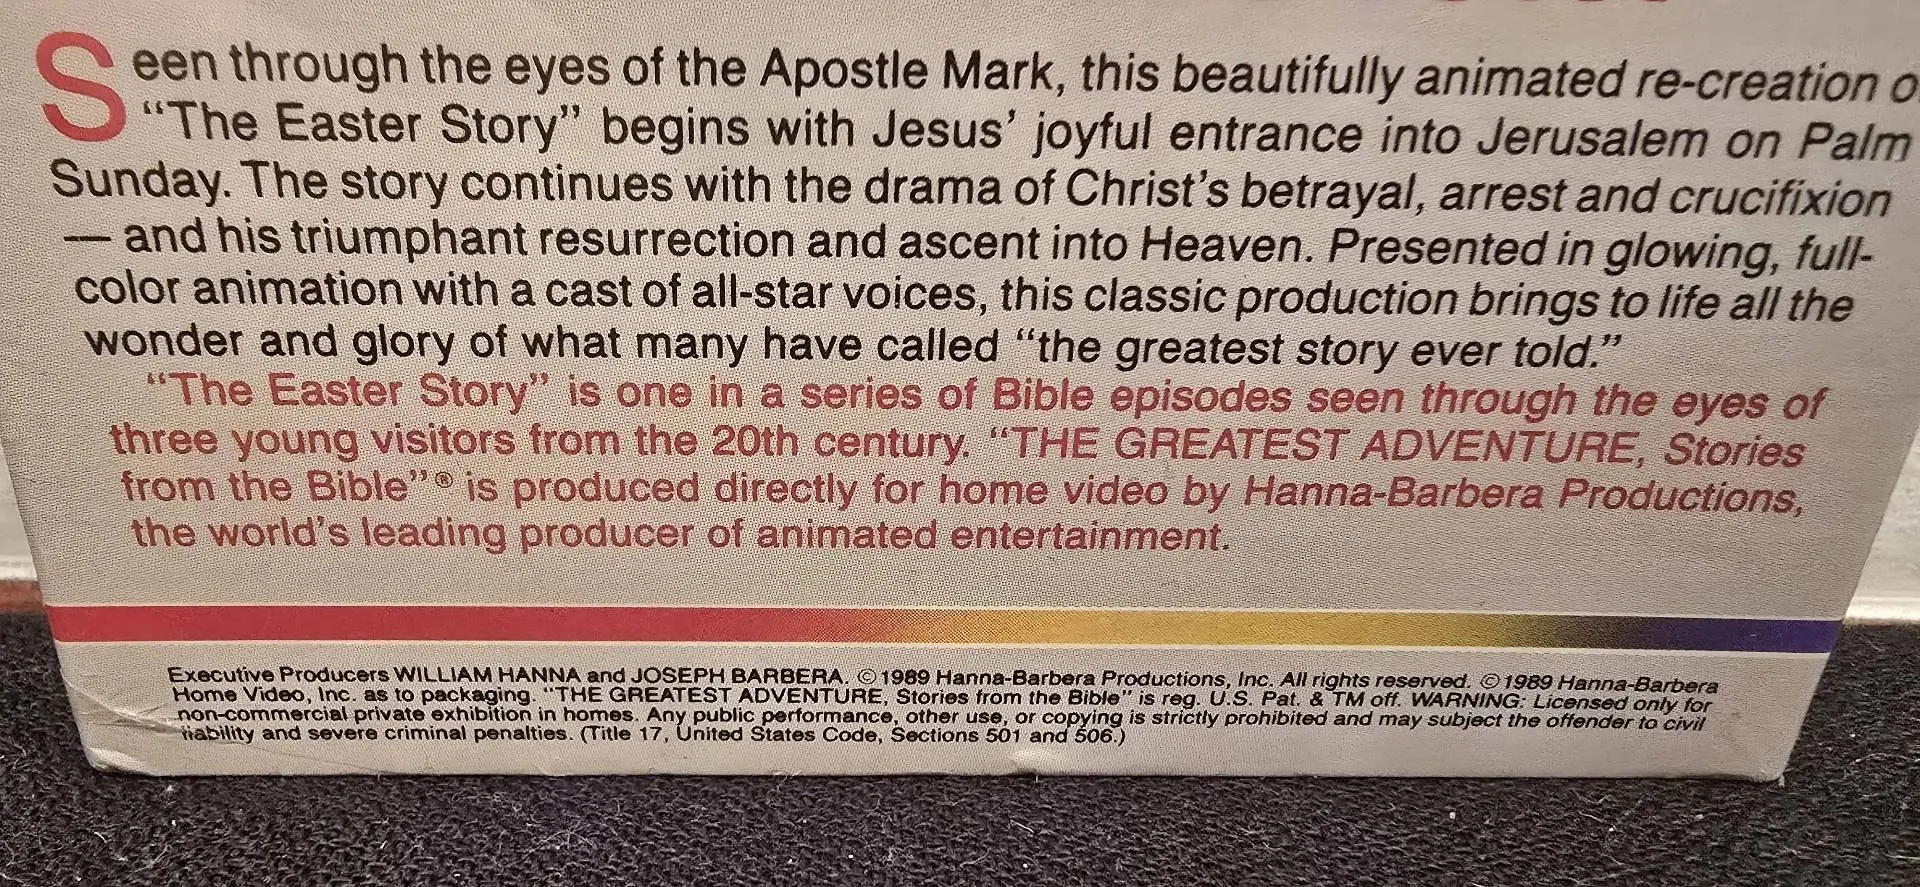 Seen through the eyes of the Apostle Mark, this beautifully animated re-creation
“The Easter Story” begins with Jesus’ joyful entrance into Jerusalem on Palm
Sunday. The story continues with the drama of Christ’s betrayal, arrest and crucifixion
— and his triumphant resurrection and ascent into Heaven. Presented in glowing, full-
color animation with a cast of all-star voices, this classic production brings to life all the
wonder and glory of what many have called “the greatest story ever told.”
“The Easter Story” is one in a series of Bible episodes seen through the eyes of
three young visitors from the 20th century. “THE GREATEST ADVENTURE, Stories
from the Bible”® is produced directly for home video by Hanna-Barbera Productions,
the world’s leading producer of animated entertainment.
Executive Producers WILLIAM HANNA and JOSEPH BARBERA. ©1989 Hanna-Barbera Productions, Inc. All rights reserved. ©1989 Hanna-Barbera
Home Video, Inc. as to packaging. “THE GREATEST ADVENTURE, Stories from the Bible” is reg. U.S. Pat. & TM off. WARNING: Licensed only for
non-commercial private exhibition in homes. Any public performance, other use, or copying is strictly prohibited and may subject the offender to civil
liability and severe criminal penalties. (Title 17, United States Code, Sections 501 and 506.)